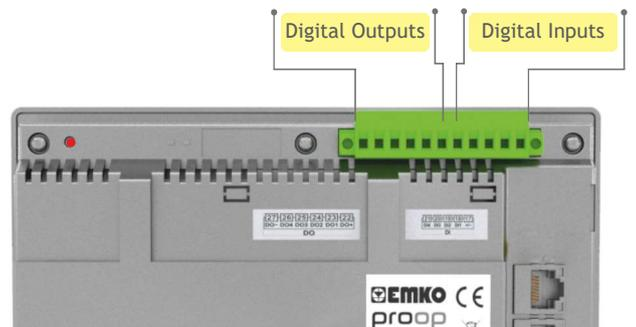 Digital Outputs
Digital Inputs
(27)(26)(25)(24)(23)(22)
DO- DO4 DO3 DO2 DO1 DO+
DO
DI
EMKO CE
proop